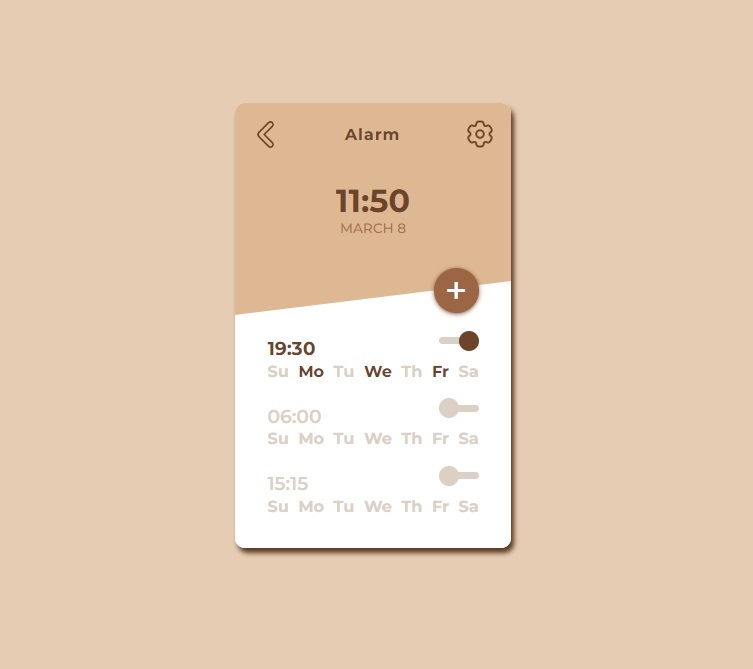 Alarm
11:50
MARCH 8
+
19:30
Su Mo Tu We Th Fr Sa
06:00
Su Mo Tu We Th Fr Sa
15:15
Su Mo Tu We Th Fr Sa